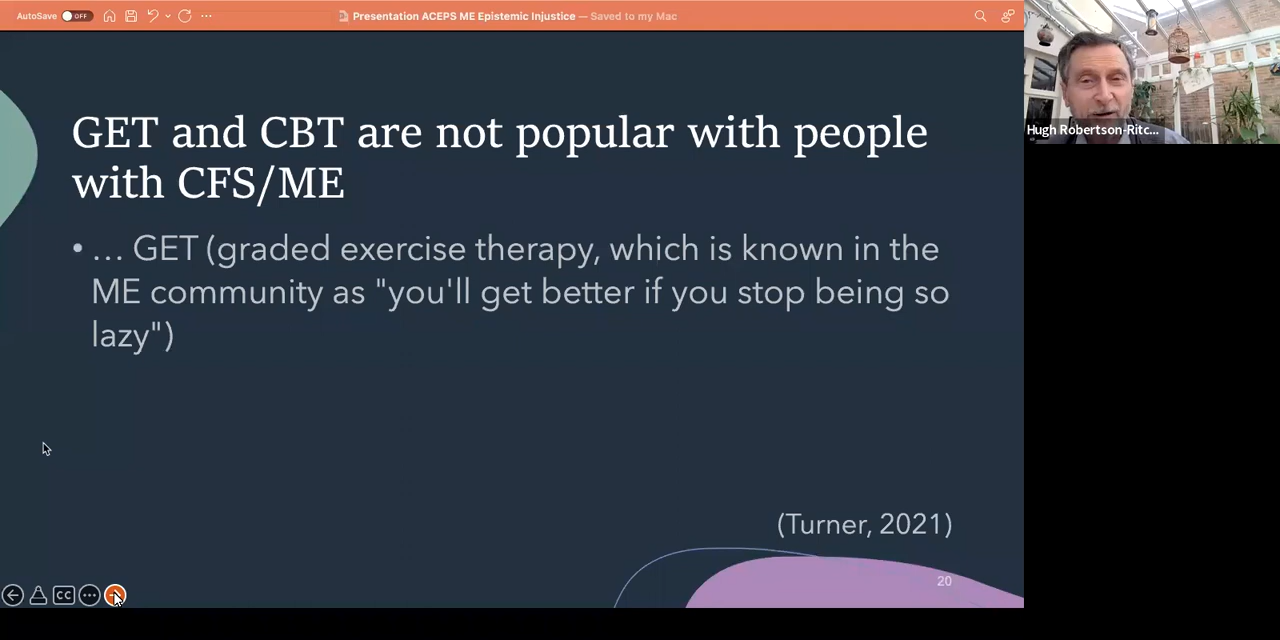 AutoSave OFF
Presentation ACEPS ME Epistemic Injustice — Saved to my Mac
Hugh Robertson-Ritc...
GET and CBT are not popular with people
with CFS/ME
• ... GET (graded exercise therapy, which is known in the
ME community as "you'll get better if you stop being so
lazy")
(Turner, 2021)
20
CC